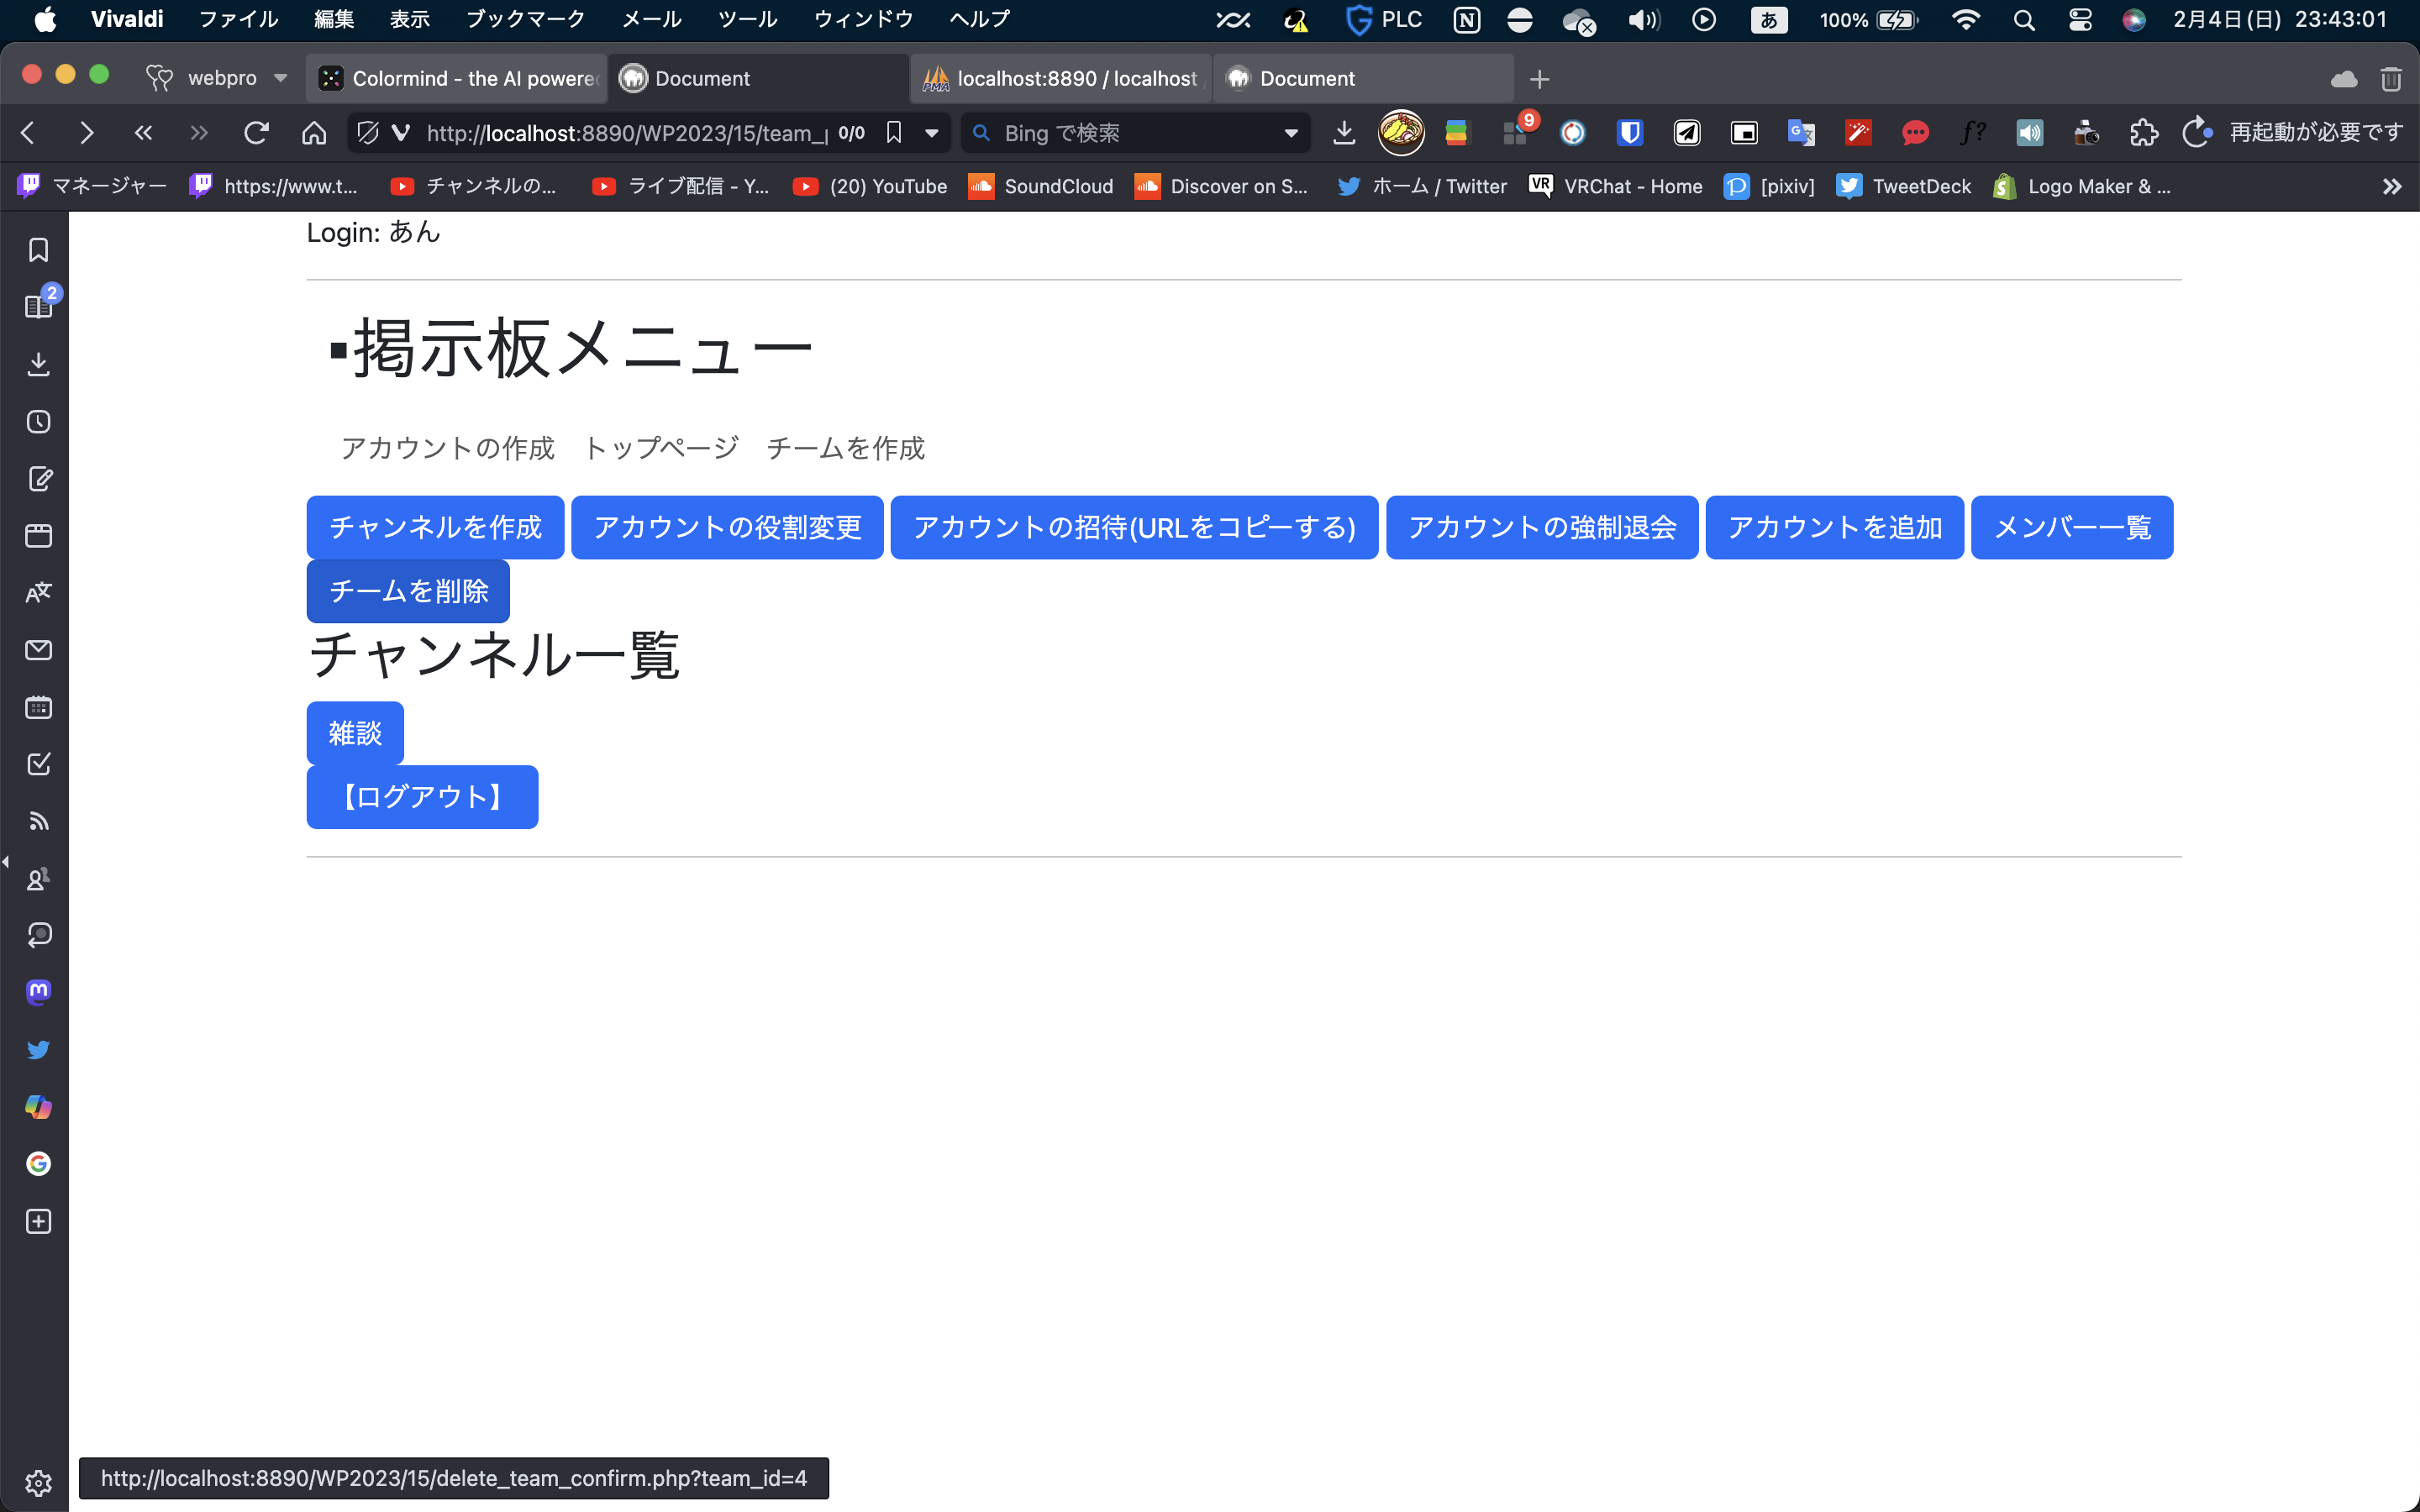 Vivaldi ファイル 編集 表示 ブックマーク メール ツール ウィンドウ ヘルプ PLC あ 100% 2月4日(日) 23:43:01
webpro Colormind - the AI powered Document localhost:8890 / localhost Document
http://localhost:8890/WP2023/15/team_p 0/0 Bing で検索 9 再起動が必要です
マネージャー https://www.t... チャンネルの... ライブ配信 - Y... (20) YouTube SoundCloud Discover on S... ホーム / Twitter VRChat - Home [pixiv] TweetDeck Logo Maker & ...
2
Login: あん
▪掲示板メニュー
アカウントの作成 トップページ チームを作成
チャンネルを作成 アカウントの役割変更 アカウントの招待(URLをコピーする) アカウントの強制退会 アカウントを追加 メンバー一覧
チームを削除
チャンネル一覧
雑談
【ログアウト】
http://localhost:8890/WP2023/15/delete_team_confirm.php?team_id=4